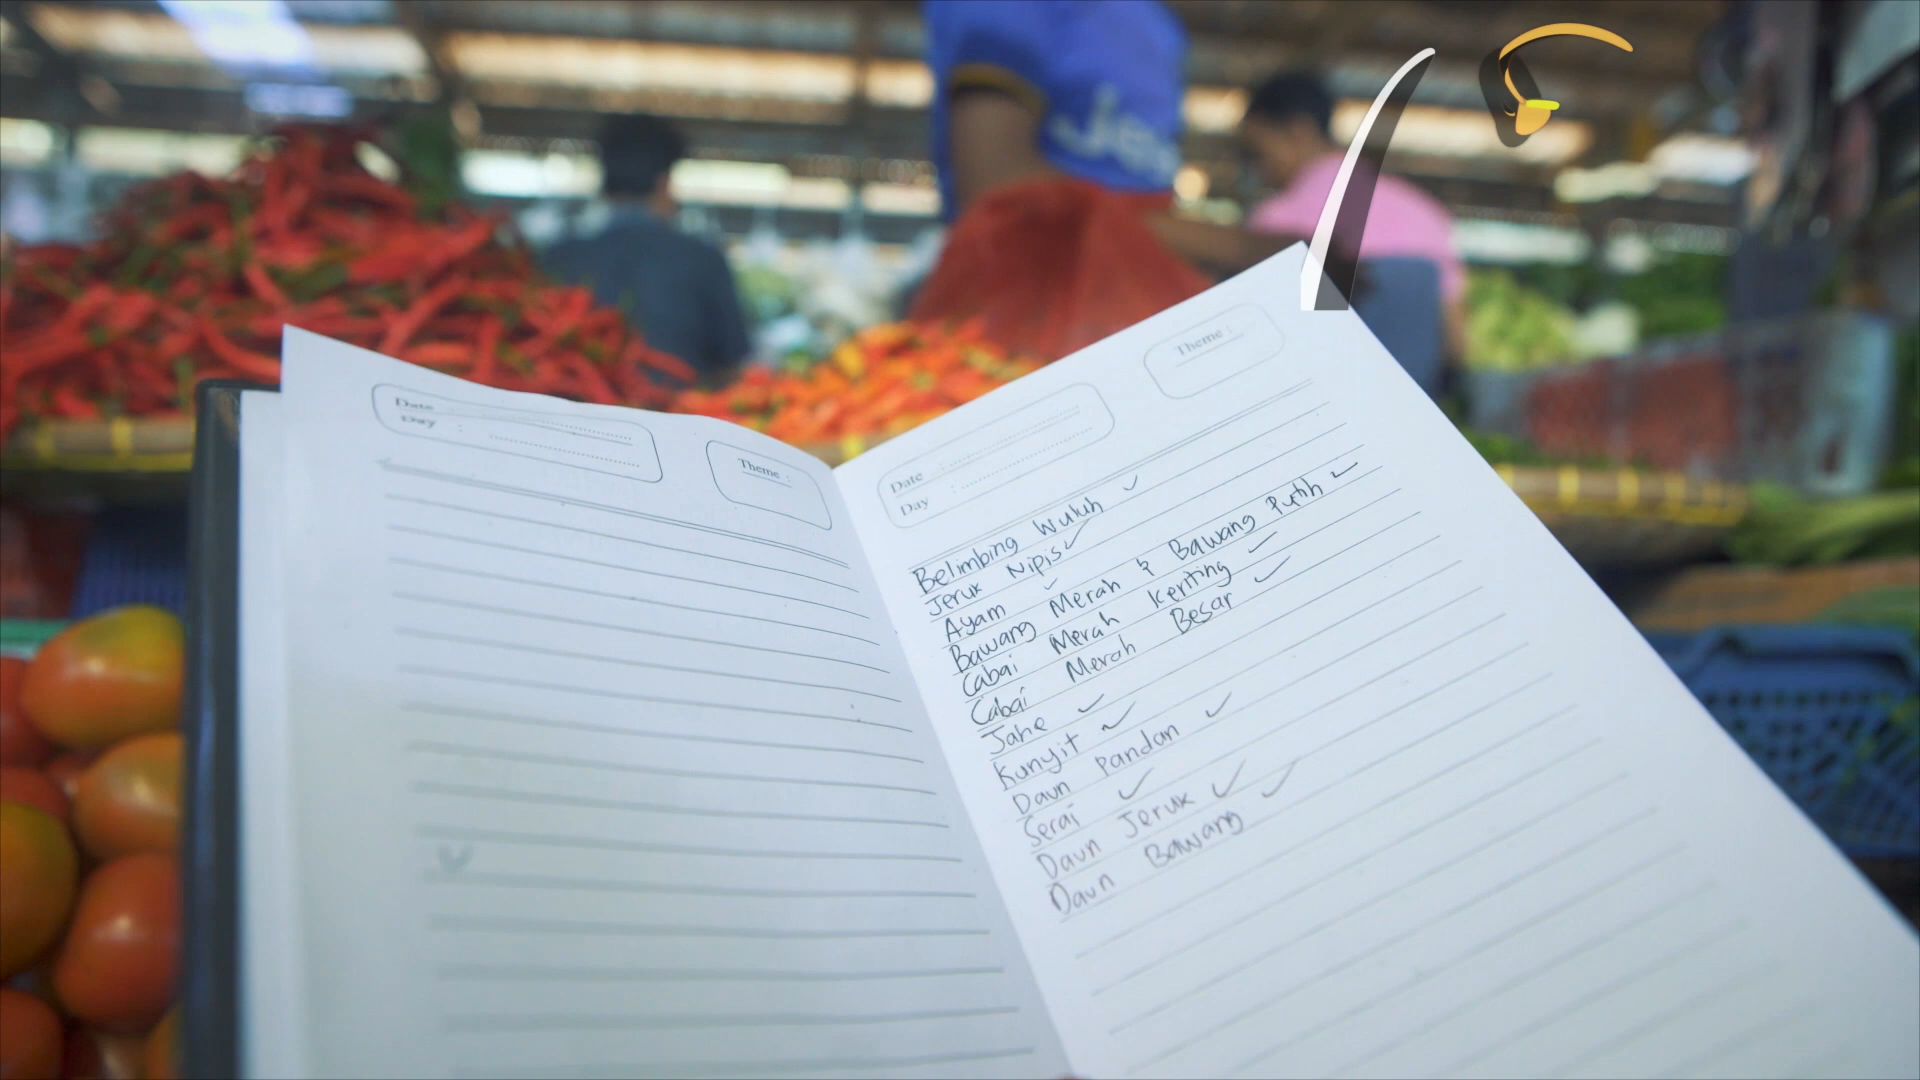 Jes
Date :
Day :
Theme :
Date :
Day :
Theme :
Belimbing Wuluh ✓
Jeruk Nipis ✓
Ayam ✓
Bawang Merah & Bawang Putih ✓
Cabai Merah Keriting ✓
Cabai Merah Besar ✓
Jahe ✓
Kunyit ✓
Daun Pandan ✓
Serai ✓
Daun Jeruk ✓
Daun Bawang ✓